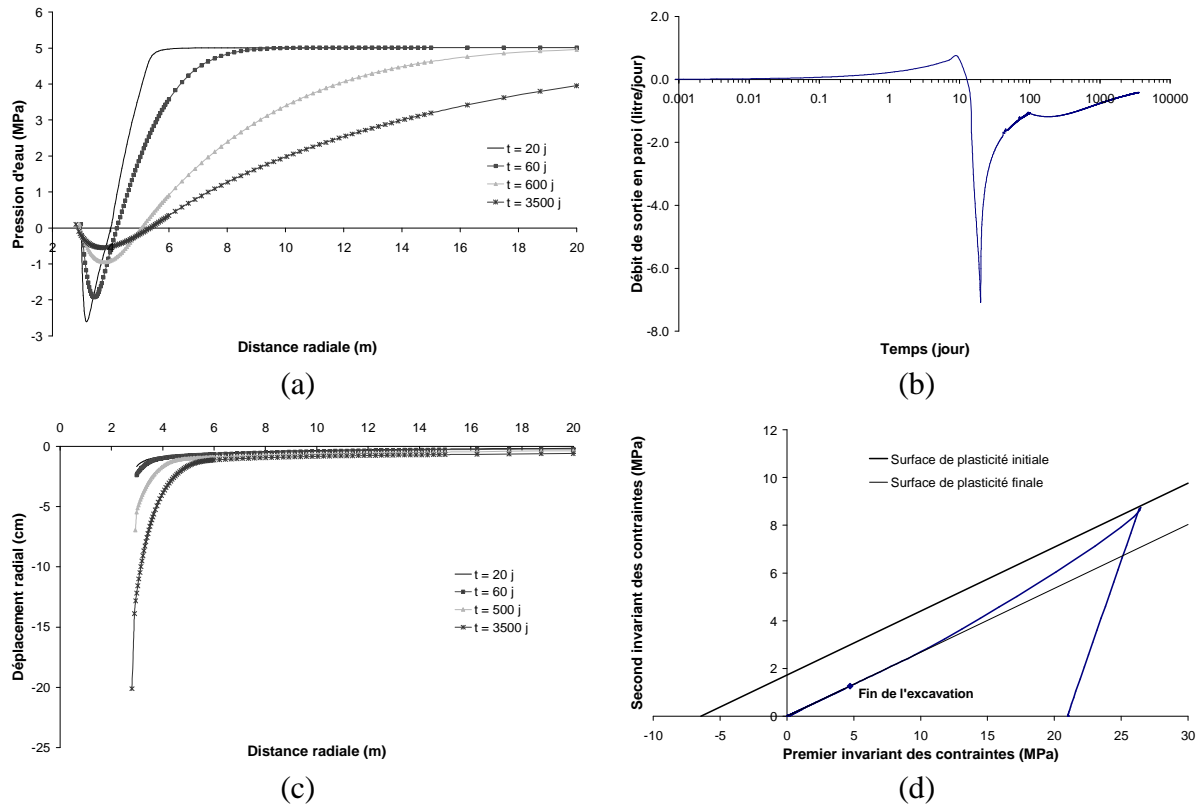 6
5
4
3
2
1
0
-1
-2
-3
2
4
6
8
10
12
14
16
18
20
Pression d'eau (MPa)
Distance radiale (m)
t = 20 j
t = 60 j
t = 600 j
t = 3500 j
(a)
2.0
0.0
-2.0
-4.0
-6.0
-8.0
0.001
0.01
0.1
1
10
100
1000
10000
Débit de sortie en paroi (litre/jour)
Temps (jour)
(b)
0
2
4
6
8
10
12
14
16
18
20
0
-5
-10
-15
-20
-25
Déplacement radial (cm)
Distance radiale (m)
t = 20 j
t = 60 j
t = 500 j
t = 3500 j
(c)
12
10
8
6
4
2
0
-10
-5
0
5
10
15
20
25
30
Second invariant des contraintes (MPa)
Surface de plasticité initiale
Surface de plasticité finale
Fin de l'excavation
Premier invariant des contraintes (MPa)
(d)